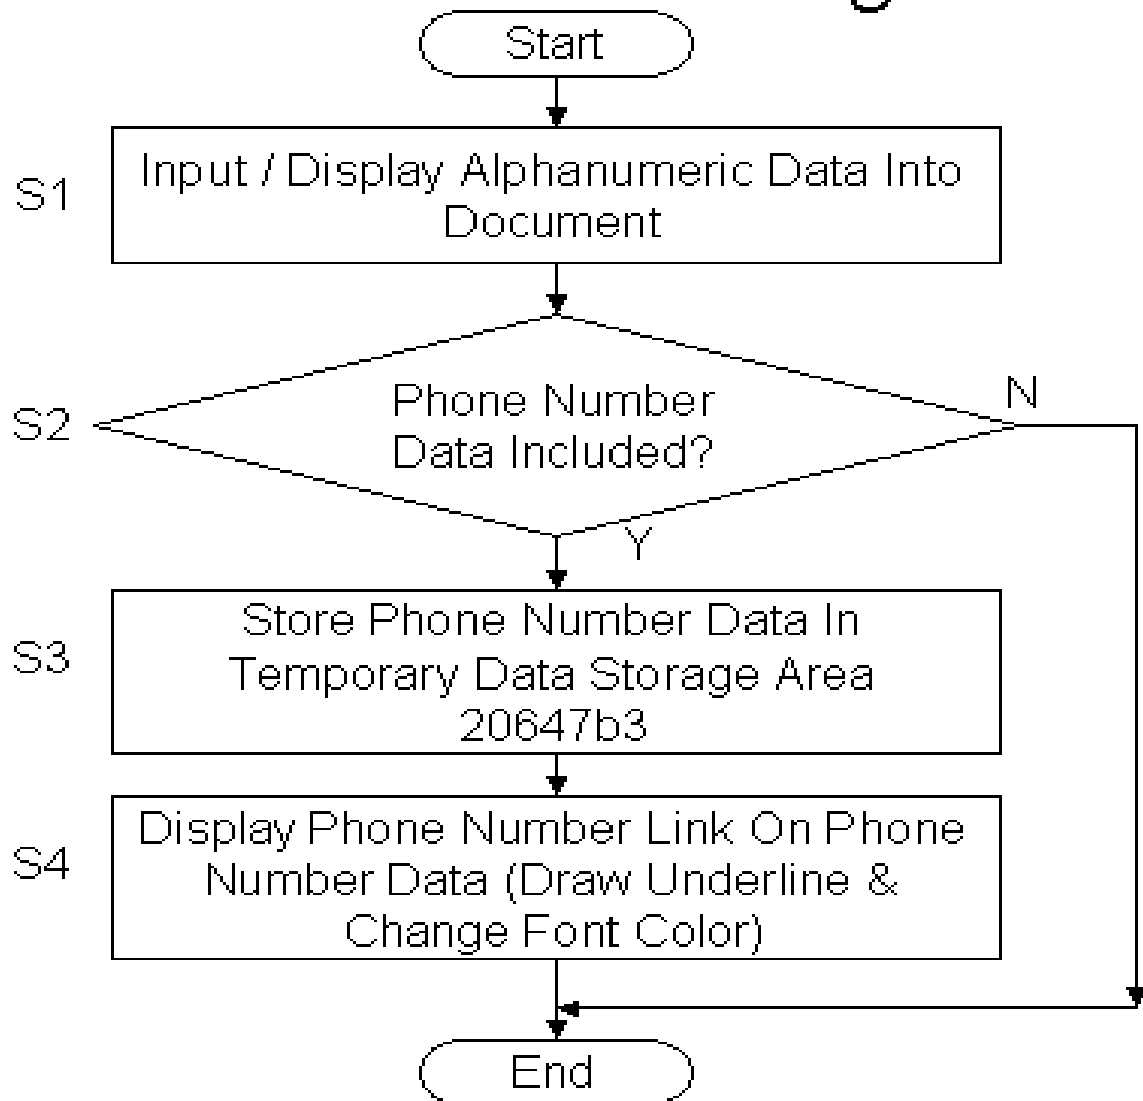 Start
S1
Input / Display Alphanumeric Data Into
Document
S2
Phone Number
Data Included?
N
Y
S3
Store Phone Number Data In
Temporary Data Storage Area
20647b3
S4
Display Phone Number Link On Phone
Number Data (Draw Underline &
Change Font Color)
End